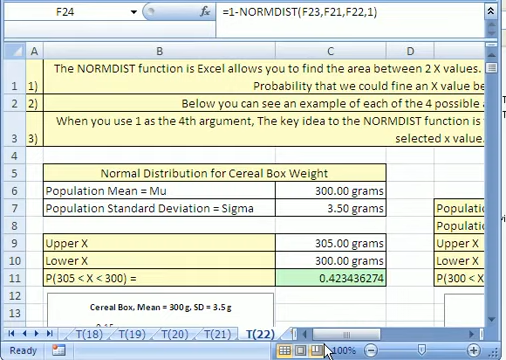 F24
fx
=1-NORMDIST(F23,F21,F22,1)
A B C D
1 The NORMDIST function is Excel allows you to find the area between 2 X values.
1) Probability that we could fine an X value be
2 2) Below you can see an example of each of the 4 possible a
When you use 1 as the 4th argument, The key idea to the NORMDIST function is
3 3) selected x value.
4
5 Normal Distribution for Cereal Box Weight
6 Population Mean = Mu 300.00 grams
7 Population Standard Deviation = Sigma 3.50 grams Populatio
8 Populatio
9 Upper X 305.00 grams Upper X
10 Lower X 300.00 grams Lower X
11 P(305 < X < 300) = 0.423436274 P(300 < X
12
13 Cereal Box, Mean = 300 g, SD = 3.5 g
14
T(18) T(19) T(20) T(21) T(22)
Ready 100%